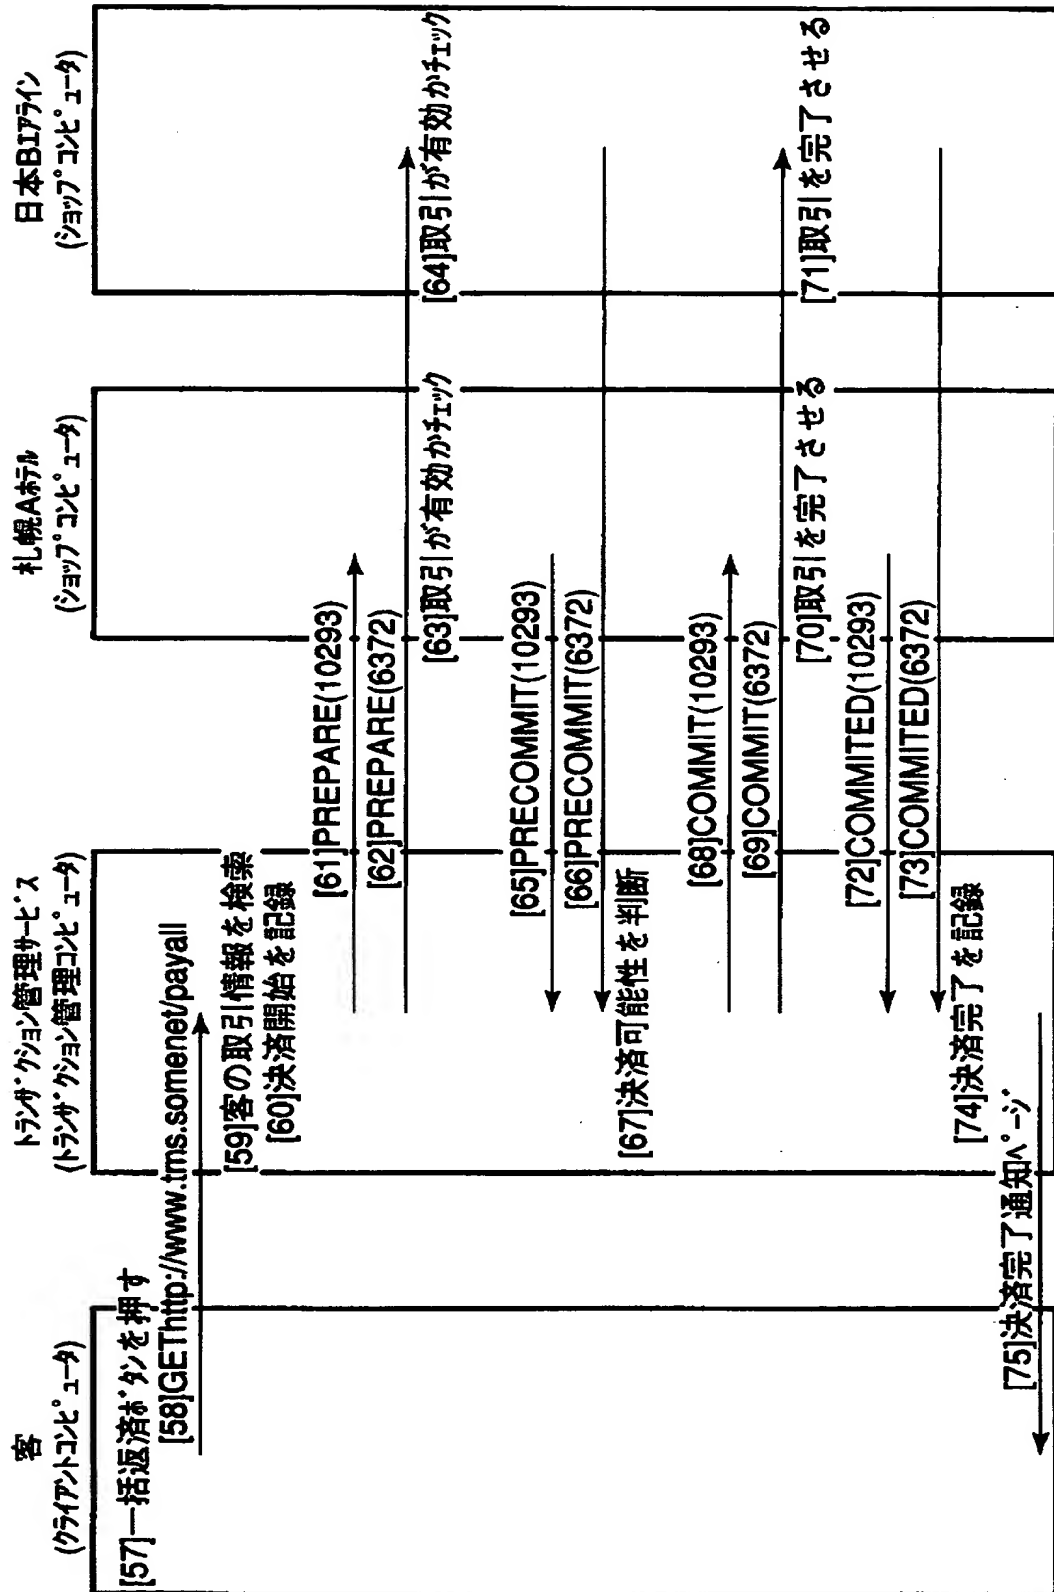 客
(クライアントコンピュータ)
トランザクション管理サービス
(トランザクション管理コンピュータ)
札幌Aホテル
(ショップコンピュータ)
日本BIアライン
(ショップコンピュータ)
[57]一括返済ボタンを押す
[58]GEThttp://www.tms.somenet/payall
[59]客の取引情報を検索
[60]決済開始を記録
[61]PREPARE(10293)
[62]PREPARE(6372)
[63]取引が有効かチェック
[64]取引が有効かチェック
[65]PRECOMMIT(10293)
[66]PRECOMMIT(6372)
[67]決済可能性を判断
[68]COMMIT(10293)
[69]COMMIT(6372)
[70]取引を完了させる
[71]取引を完了させる
[72]COMMITED(10293)
[73]COMMITED(6372)
[74]決済完了を記録
[75]決済完了通知ページ